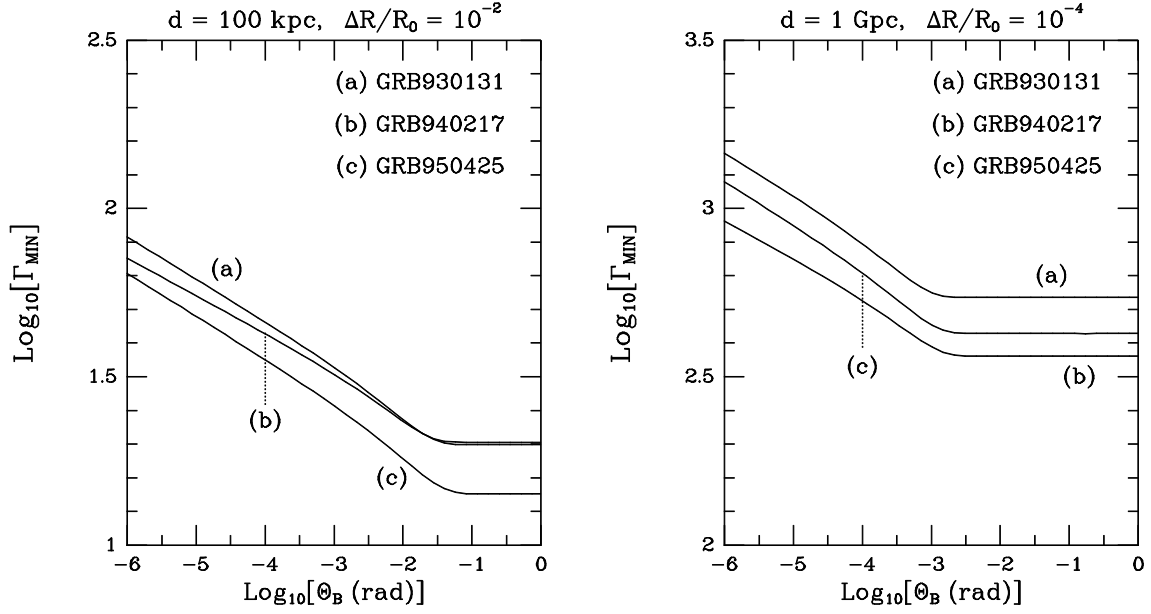 d = 100 kpc, ΔR/R₀ = 10⁻²
2.5
2
1.5
1
Log₁₀[Γ_MIN]
(a) GRB930131
(b) GRB940217
(c) GRB950425
(a)
(b)
(c)
-6 -5 -4 -3 -2 -1 0
Log₁₀[Θ_B (rad)]
d = 1 Gpc, ΔR/R₀ = 10⁻⁴
3.5
3
2.5
2
Log₁₀[Γ_MIN]
(a) GRB930131
(b) GRB940217
(c) GRB950425
(a)
(c)
(b)
-6 -5 -4 -3 -2 -1 0
Log₁₀[Θ_B (rad)]